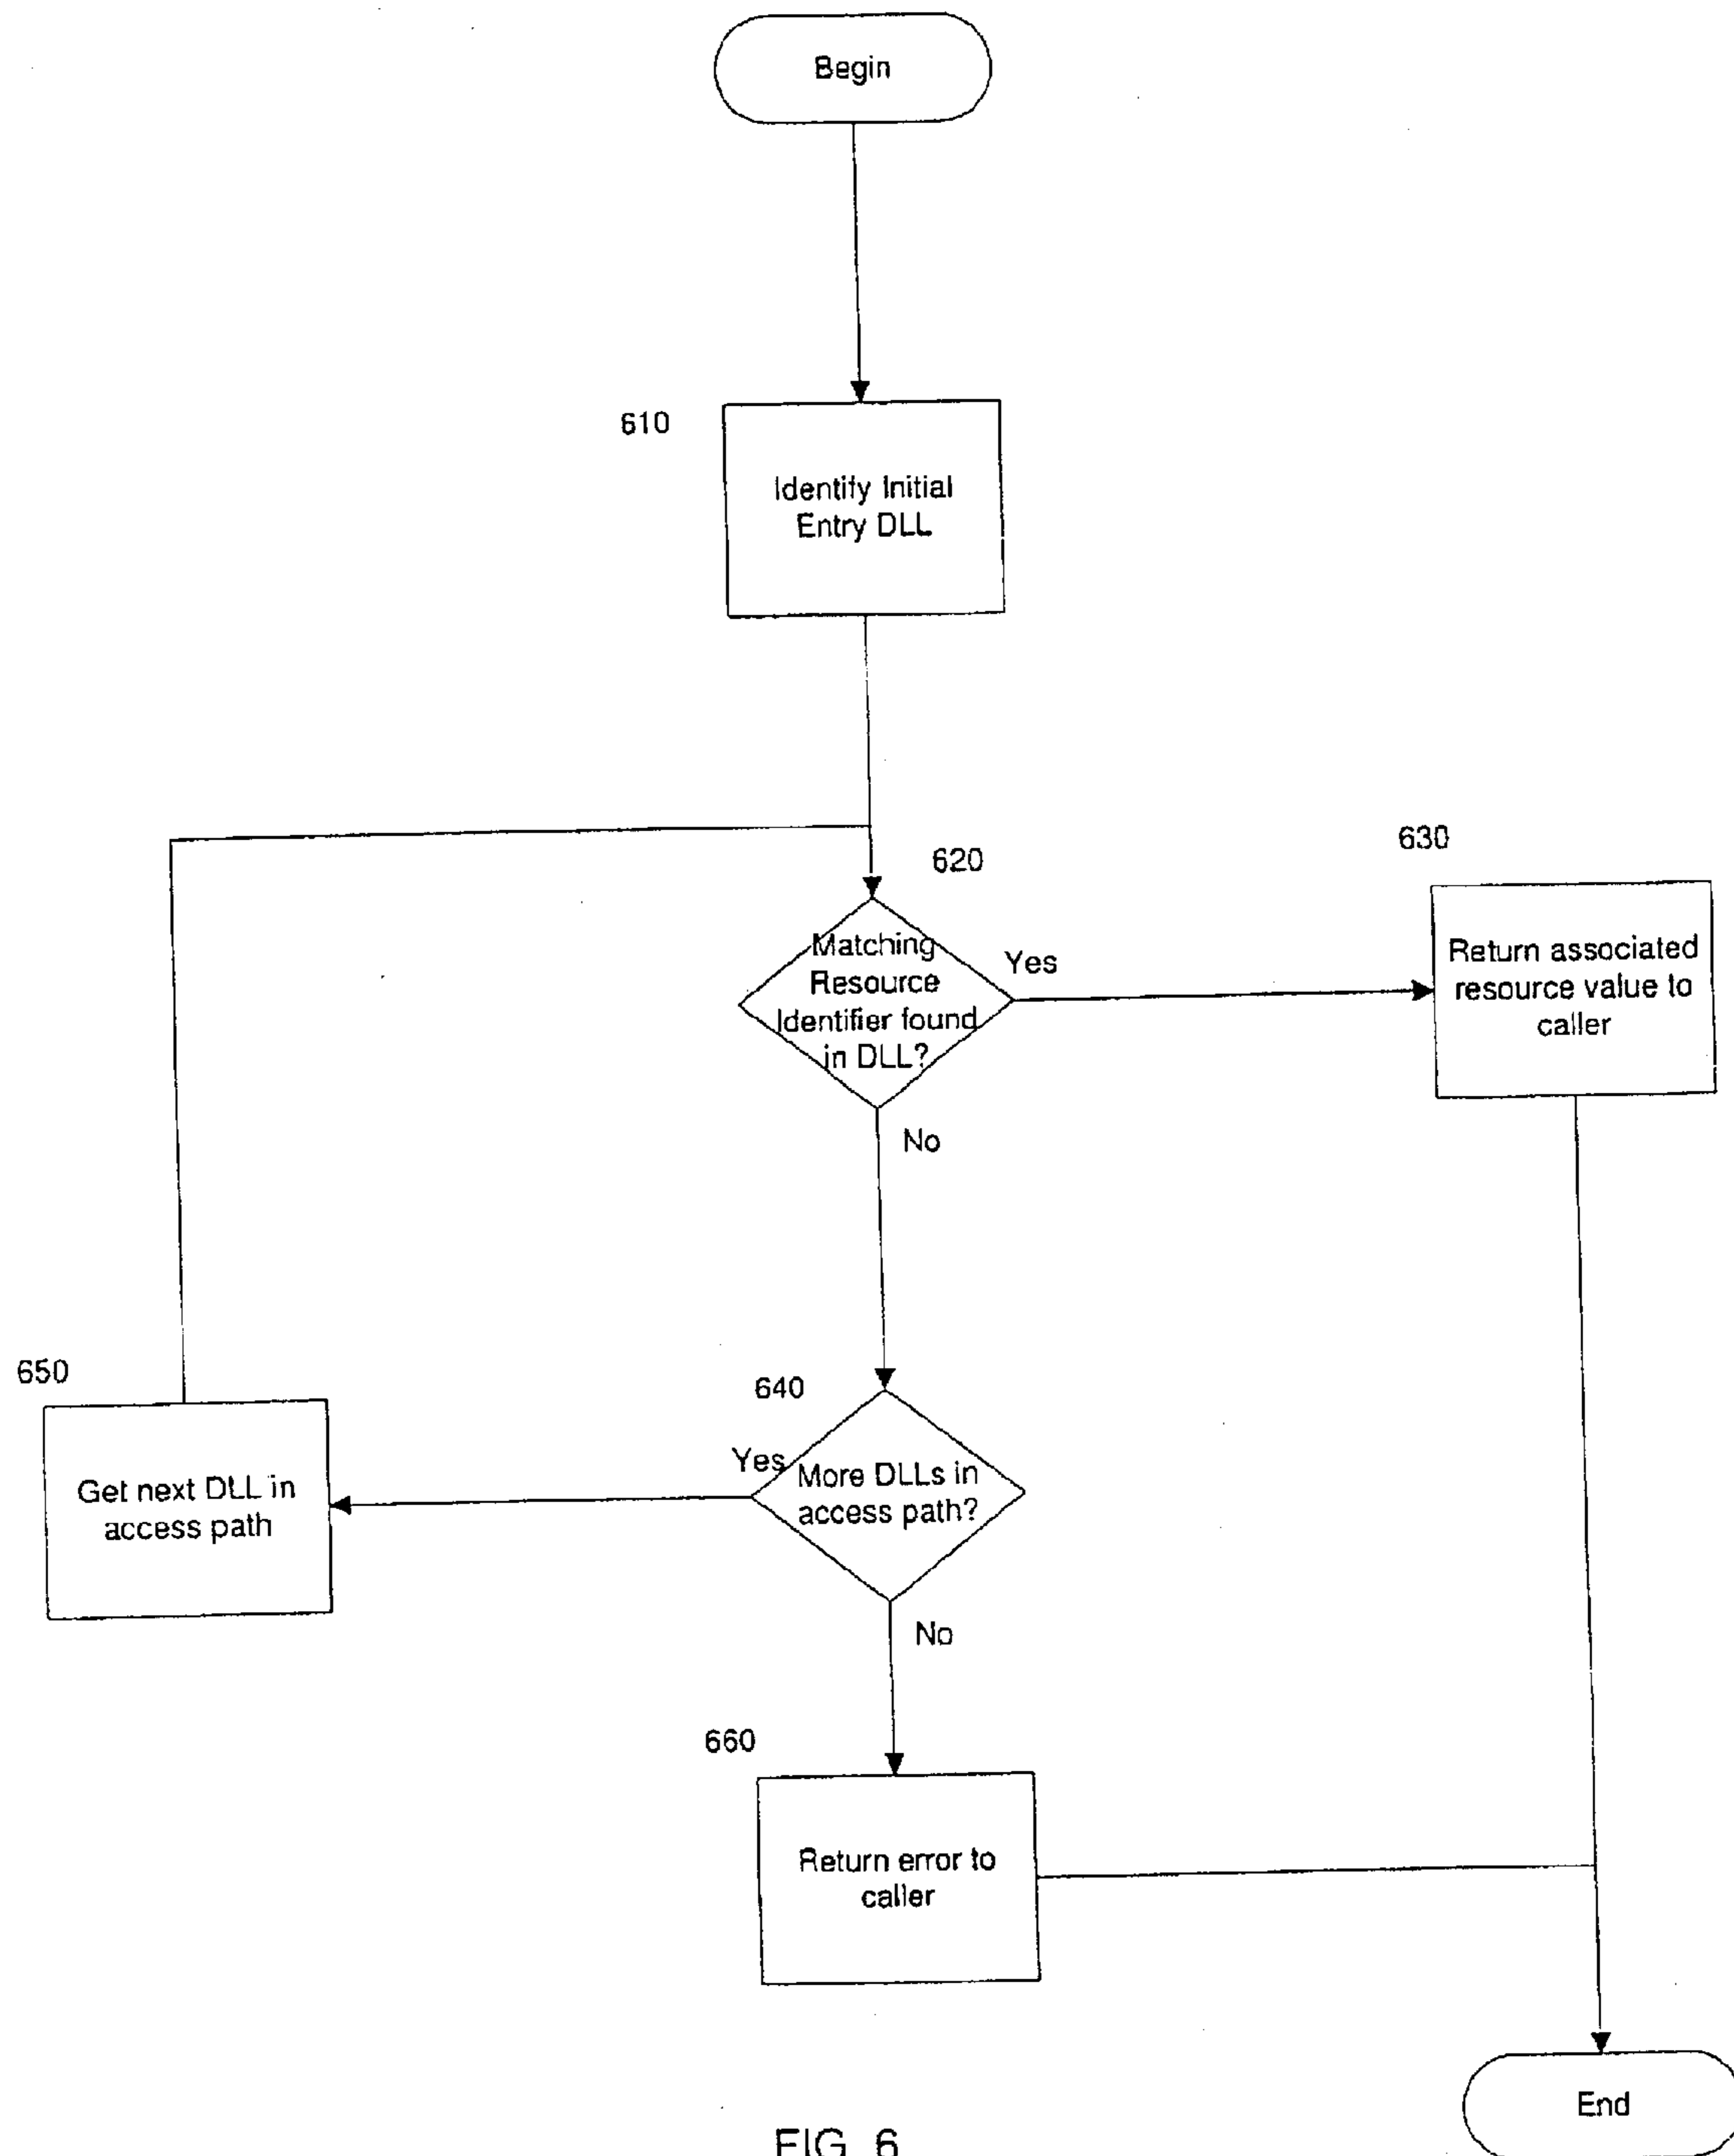 Begin
610
Identify Initial
Entry DLL
620
630
Matching
Resource
Identifier found
in DLL?
Yes
Return associated
resource value to
caller
No
650
640
Yes
Get next DLL in
access path
More DLLs in
access path?
No
660
Return error to
caller
End
FIG. 6